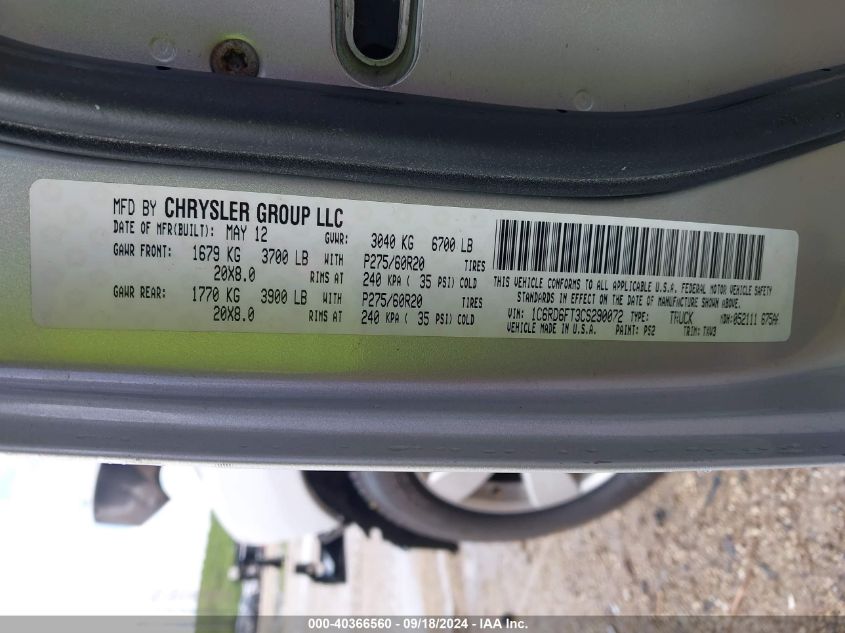 MFD BY CHRYSLER GROUP LLC
DATE OF MFR(BUILT): MAY 12 GVWR: 3040 KG 6700 LB
GAWR FRONT: 1679 KG 3700 LB WITH P275/60R20 TIRES
20X8.0 RIMS AT 240 KPA ( 35 PSI) COLD
GAWR REAR: 1770 KG 3900 LB WITH P275/60R20 TIRES
20X8.0 RIMS AT 240 KPA ( 35 PSI) COLD
THIS VEHICLE CONFORMS TO ALL APPLICABLE U.S.A. FEDERAL MOTOR VEHICLE SAFETY
STANDARDS IN EFFECT ON THE DATE OF MANUFACTURE SHOWN ABOVE.
VIN: 1C6RD6FT3CS290072 TYPE: TRUCK MDH: 052111 675AA
VEHICLE MADE IN U.S.A. PAINT: PS2 TRIM: TXV3
000-40366560 - 09/18/2024 - IAA Inc.